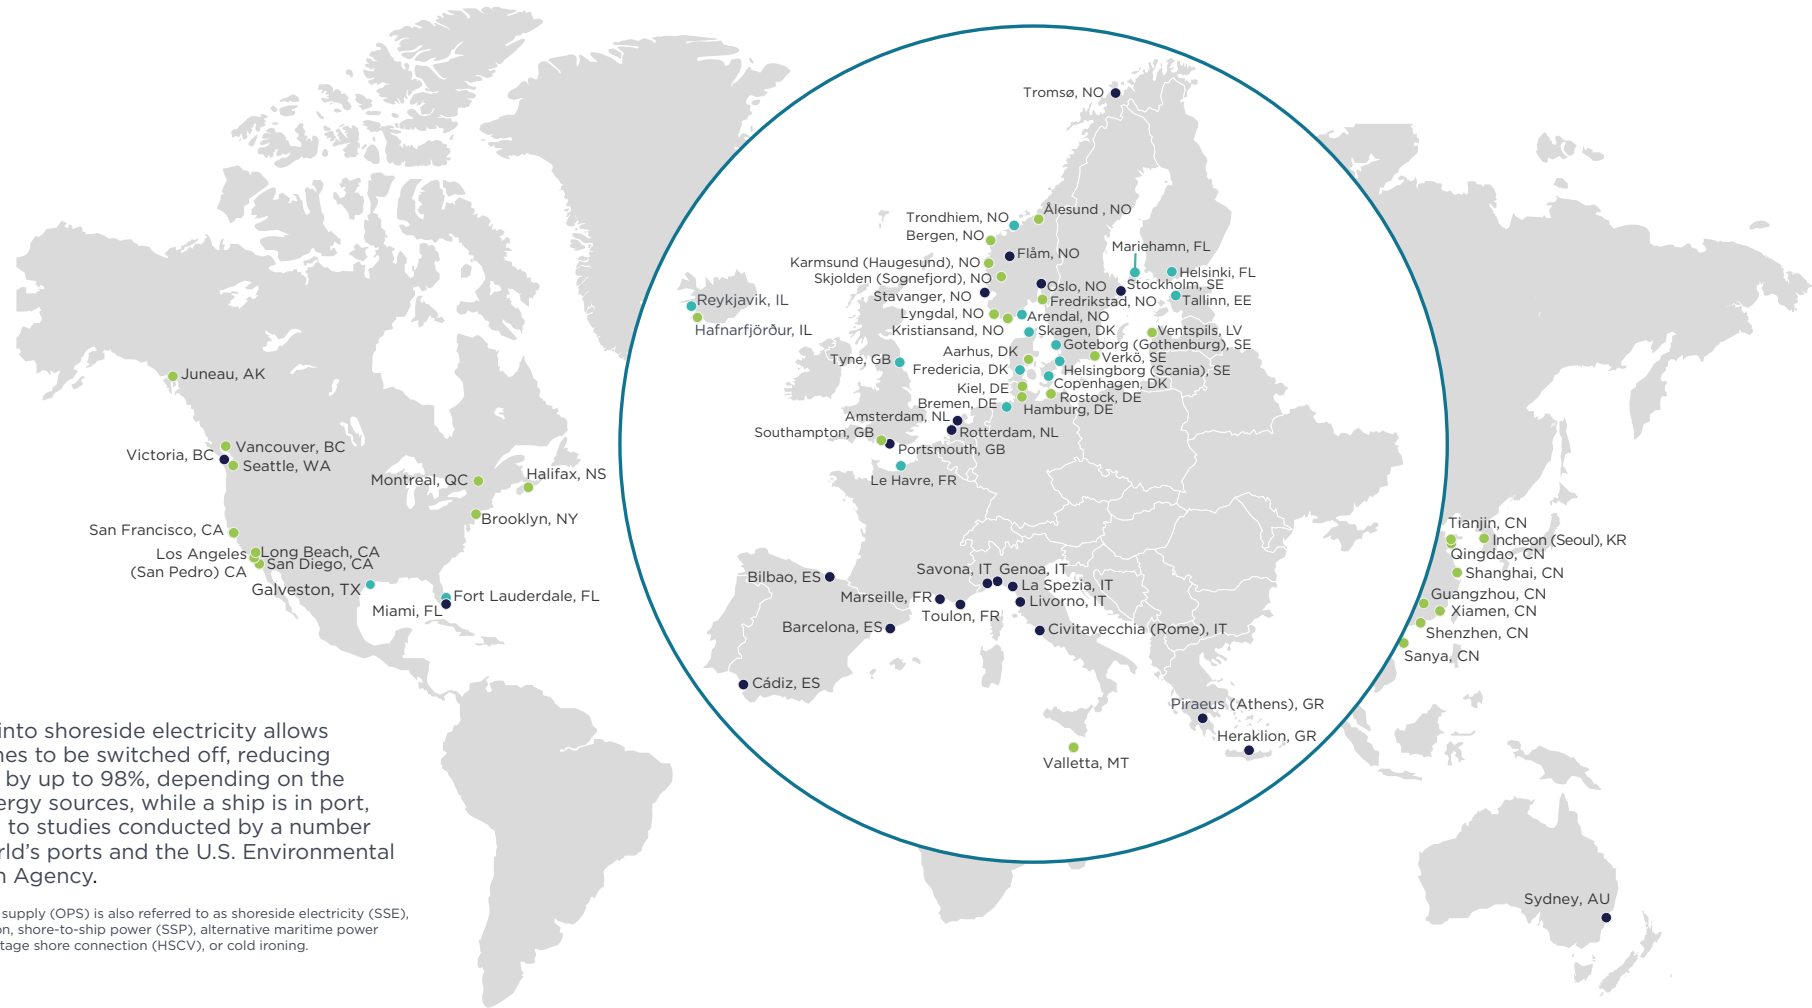 Tromsø, NO
Trondhiem, NO
Ålesund , NO
Bergen, NO
Flåm, NO
Mariehamn, FL
Karmsund (Haugesund), NO
Helsinki, FL
Skjolden (Sognefjord), NO
Oslo, NO
Stockholm, SE
Stavanger, NO
Fredrikstad, NO
Tallinn, EE
Reykjavik, IL
Lyngdal, NO
Arendal, NO
Hafnarfjörður, IL
Kristiansand, NO
Skagen, DK
Ventspils, LV
Goteborg (Gothenburg), SE
Aarhus, DK
Verkö, SE
Tyne, GB
Fredericia, DK
Helsingborg (Scania), SE
Kiel, DE
Copenhagen, DK
Bremen, DE
Rostock, DE
Hamburg, DE
Amsterdam, NL
Southampton, GB
Rotterdam, NL
Portsmouth, GB
Le Havre, FR
Juneau, AK
Vancouver, BC
Victoria, BC
Seattle, WA
Montreal, QC
Halifax, NS
Brooklyn, NY
San Francisco, CA
Los Angeles
(San Pedro) CA
Long Beach, CA
San Diego, CA
Galveston, TX
Fort Lauderdale, FL
Miami, FL
Bilbao, ES
Savona, IT
Genoa, IT
La Spezia, IT
Marseille, FR
Livorno, IT
Toulon, FR
Barcelona, ES
Civitavecchia (Rome), IT
Cádiz, ES
Piraeus (Athens), GR
Heraklion, GR
Valletta, MT
Tianjin, CN
Incheon (Seoul), KR
Qingdao, CN
Shanghai, CN
Guangzhou, CN
Xiamen, CN
Shenzhen, CN
Sanya, CN
Sydney, AU
into shoreside electricity allows
nes to be switched off, reducing
by up to 98%, depending on the
ergy sources, while a ship is in port,
to studies conducted by a number
rld's ports and the U.S. Environmental
n Agency.
supply (OPS) is also referred to as shoreside electricity (SSE),
on, shore-to-ship power (SSP), alternative maritime power
tage shore connection (HSCV), or cold ironing.